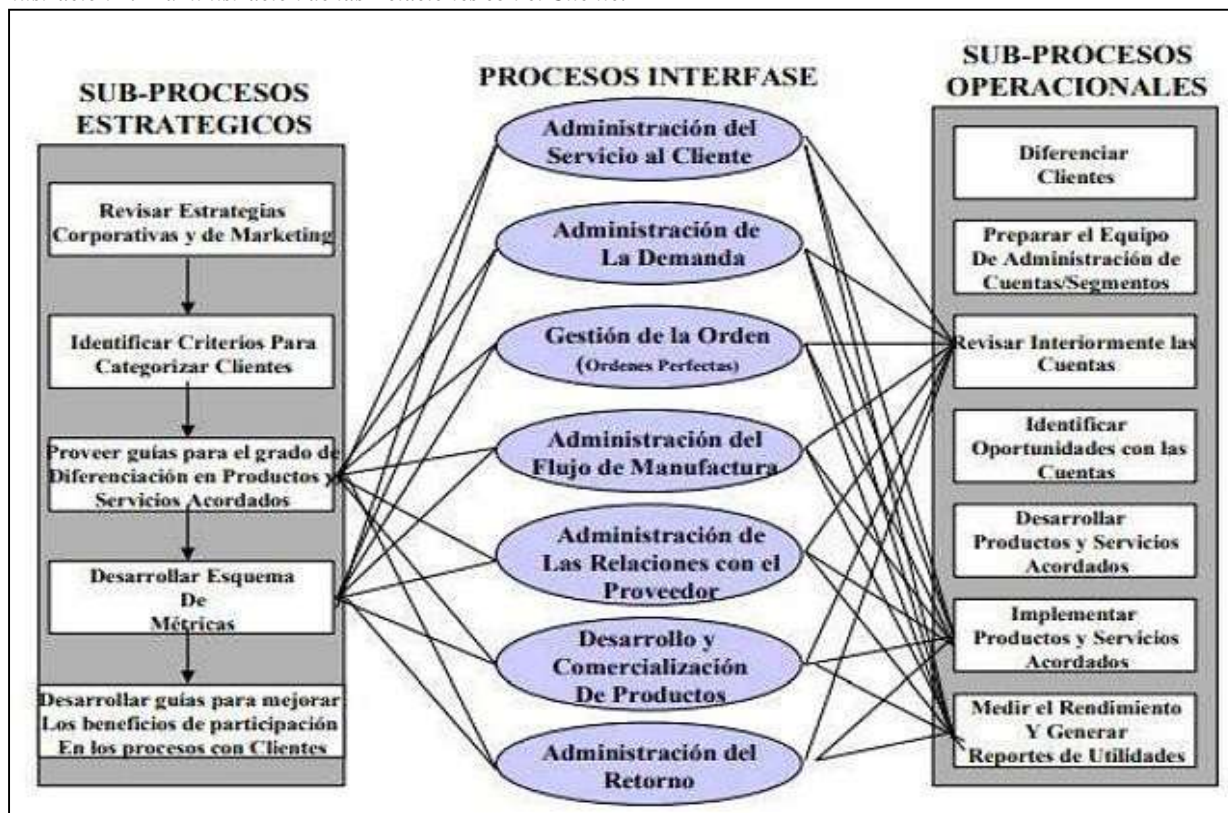 SUB-PROCESOS
ESTRATEGICOS
Revisar Estrategias
Corporativas y de Marketing
Identificar Criterios Para
Categorizar Clientes
Proveer guías para el grado de
Diferenciación en Productos y
Servicios Acordados
Desarrollar Esquema
De
Métricas
Desarrollar guías para mejorar
Los beneficios de participación
En los procesos con Clientes
PROCESOS INTERFASE
Administración del
Servicio al Cliente
Administración de
La Demanda
Gestión de la Orden
(Ordenes Perfectas)
Administración del
Flujo de Manufactura
Administración de
Las Relaciones con el
Proveedor
Desarrollo y
Comercialización
De Productos
Administración del
Retorno
SUB-PROCESOS
OPERACIONALES
Diferenciar
Clientes
Preparar el Equipo
De Administración de
Cuentas/Segmentos
Revisar Interiormente las
Cuentas
Identificar
Oportunidades con las
Cuentas
Desarrollar
Productos y Servicios
Acordados
Implementar
Productos y Servicios
Acordados
Medir el Rendimiento
Y Generar
Reportes de Utilidades